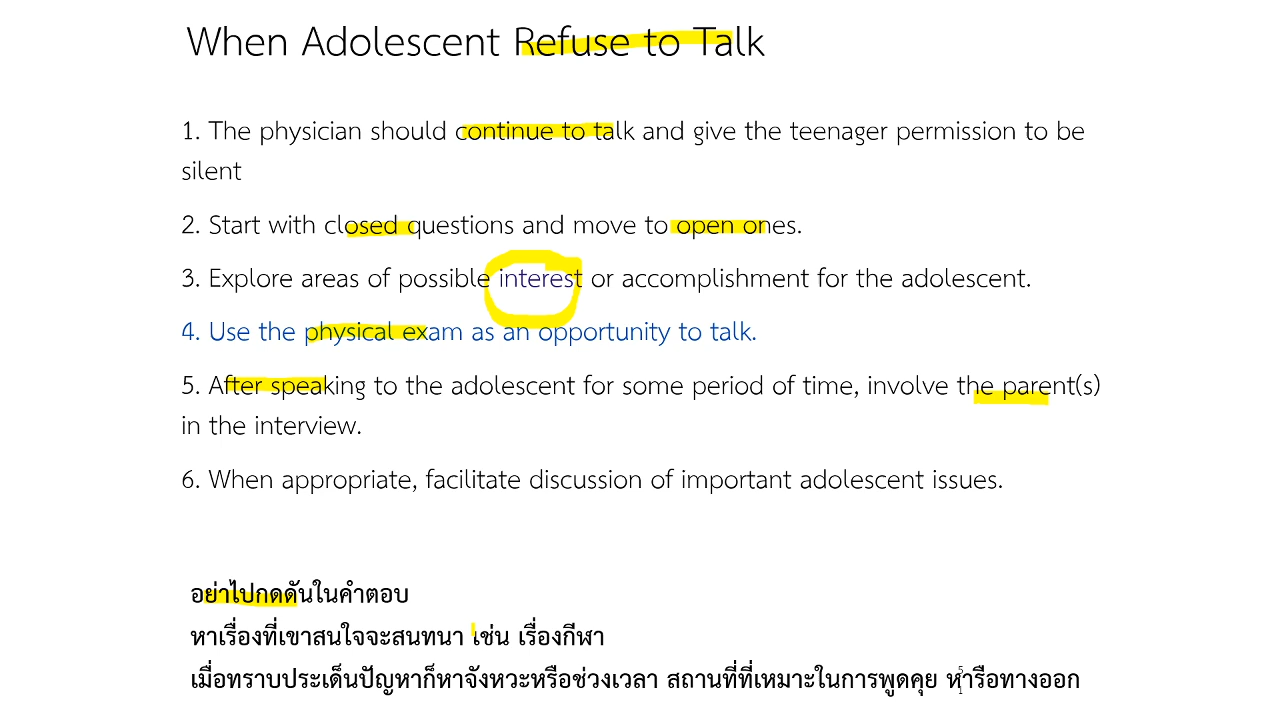 When Adolescent Refuse to Talk
1. The physician should continue to talk and give the teenager permission to be
silent
2. Start with closed questions and move to open ones.
3. Explore areas of possible interest or accomplishment for the adolescent.
4. Use the physical exam as an opportunity to talk.
5. After speaking to the adolescent for some period of time, involve the parent(s)
in the interview.
6. When appropriate, facilitate discussion of important adolescent issues.
อย่าไปกดดันในคำตอบ
หาเรื่องที่เขาสนใจจะสนทนา เช่น เรื่องกีฬา
เมื่อทราบประเด็นปัญหาก็หาจังหวะหรือช่วงเวลา สถานที่ที่เหมาะในการพูดคุย หารือทางออก